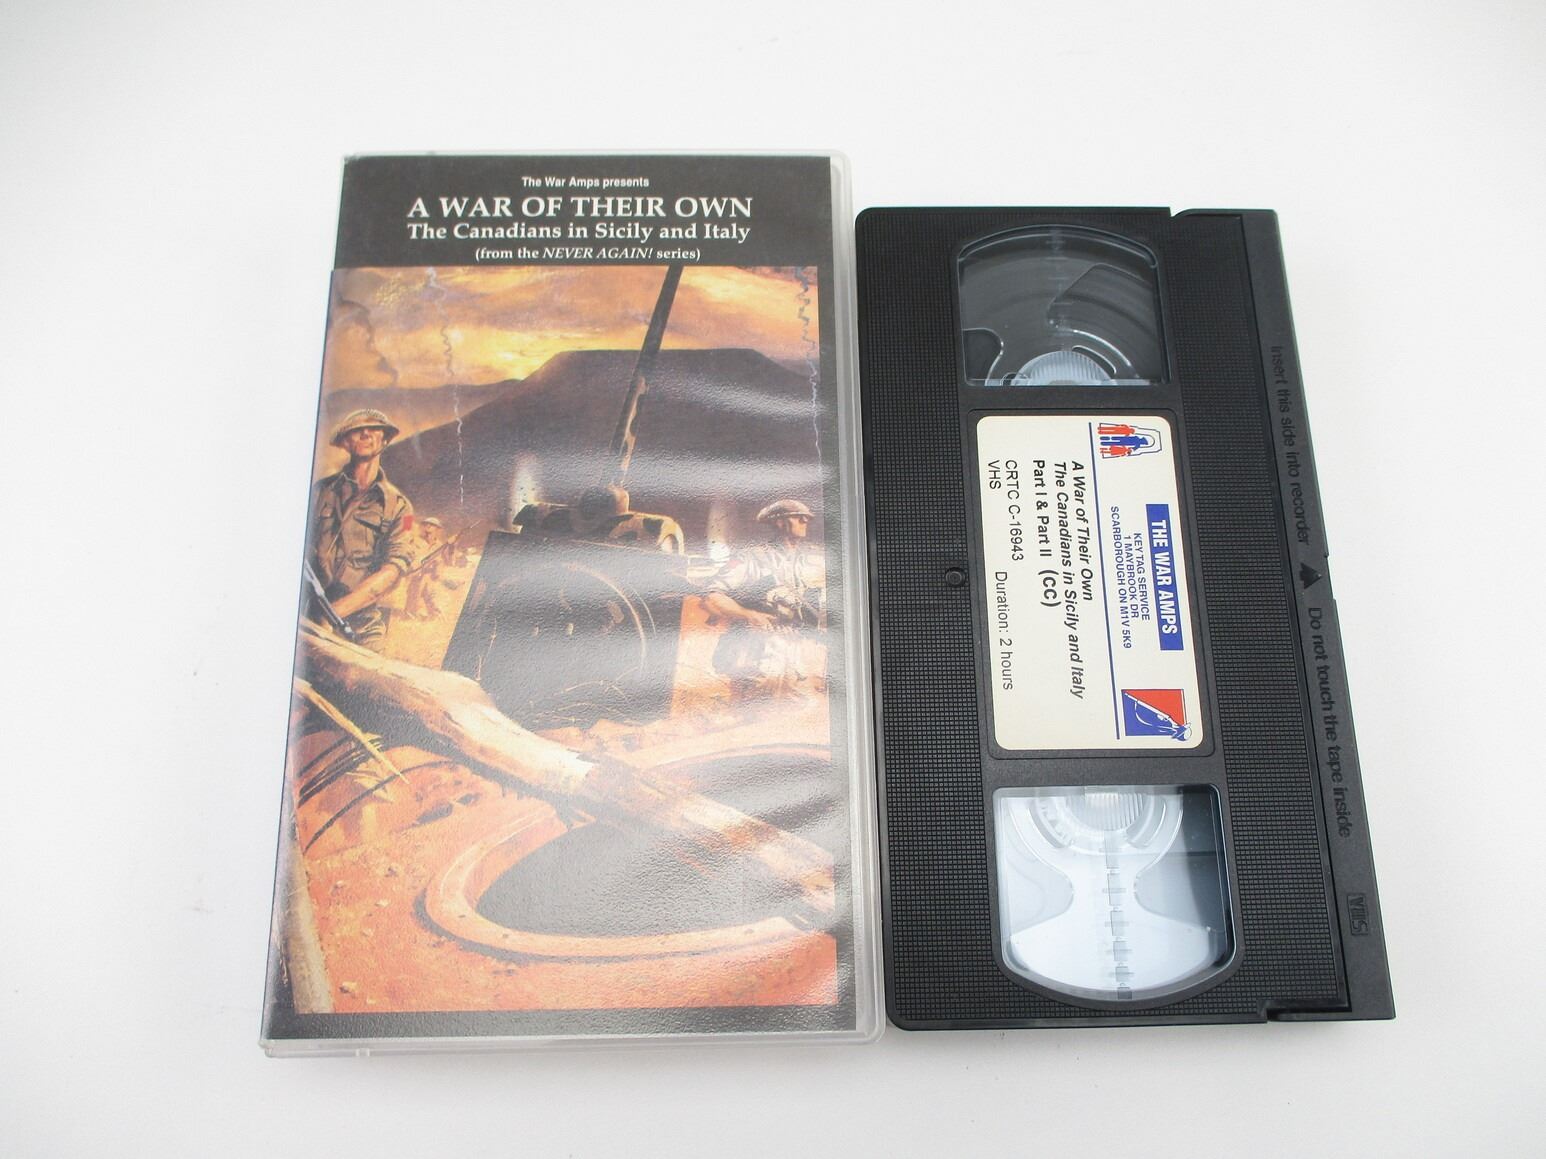 The War Amps presents
A WAR OF THEIR OWN
The Canadians in Sicily and Italy
(from the NEVER AGAIN! series)
THE WAR AMPS
KEY TAG SERVICE
1 MAYBROOK DR
SCARBOROUGH ON M1V 5K9
A War of Their Own
The Canadians in Sicily and Italy
Part I & Part II (CC)
CRTC C-16943 Duration: 2 hours
VHS
Insert this side into recorder Do not touch the tape inside
VHS